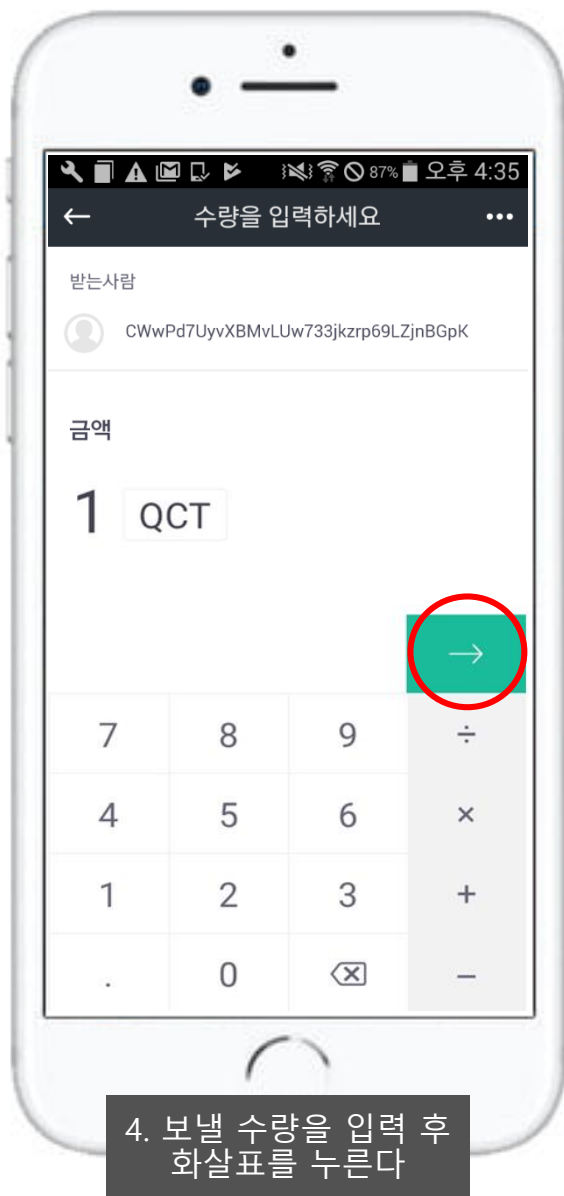 87% 오후 4:35
수량을 입력하세요
받는사람
CWwPd7UyvXBMvLUw733jkzrp69LZjnBGpK
금액
1 QCT
→
7 8 9 ÷
4 5 6 ×
1 2 3 +
. 0 −
4. 보낼 수량을 입력 후
화살표를 누른다